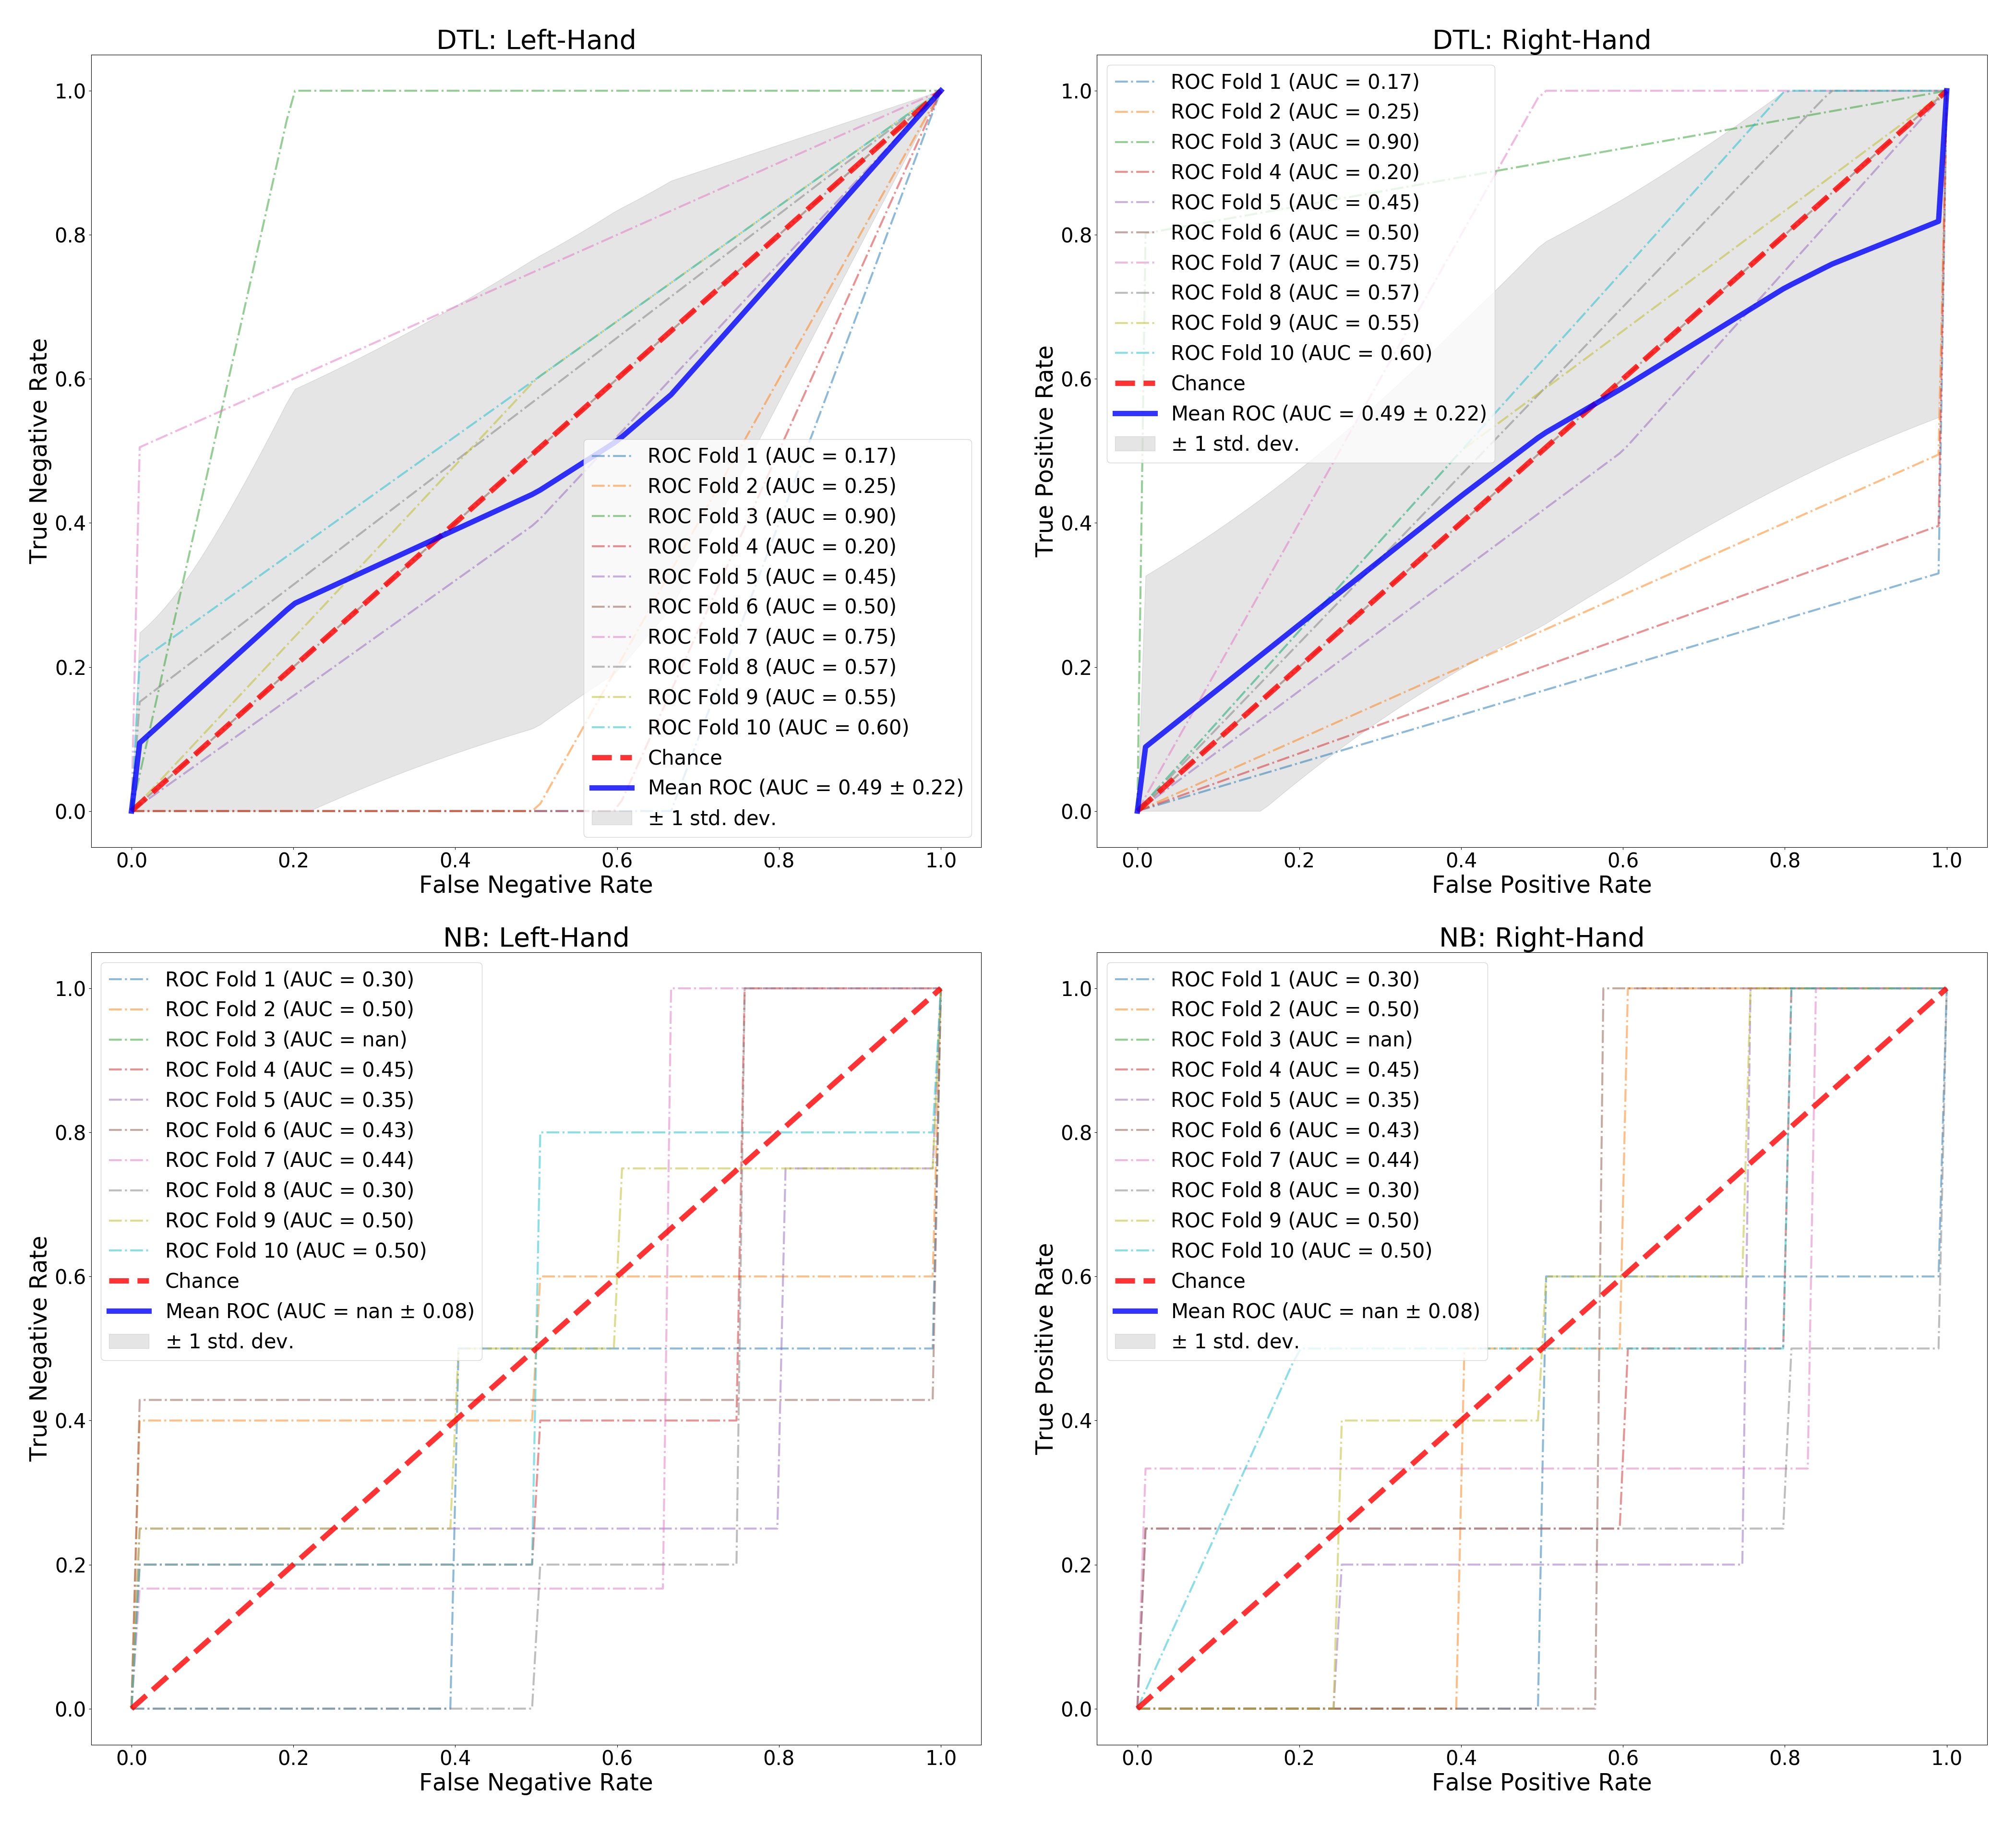 DTL: Left-Hand
True Negative Rate
1.0
0.8
0.6
0.4
0.2
0.0
ROC Fold 1 (AUC = 0.17)
ROC Fold 2 (AUC = 0.25)
ROC Fold 3 (AUC = 0.90)
ROC Fold 4 (AUC = 0.20)
ROC Fold 5 (AUC = 0.45)
ROC Fold 6 (AUC = 0.50)
ROC Fold 7 (AUC = 0.75)
ROC Fold 8 (AUC = 0.57)
ROC Fold 9 (AUC = 0.55)
ROC Fold 10 (AUC = 0.60)
Chance
Mean ROC (AUC = 0.49 ± 0.22)
± 1 std. dev.
0.0 0.2 0.4 0.6 0.8 1.0
False Negative Rate
DTL: Right-Hand
True Positive Rate
1.0
0.8
0.6
0.4
0.2
0.0
ROC Fold 1 (AUC = 0.17)
ROC Fold 2 (AUC = 0.25)
ROC Fold 3 (AUC = 0.90)
ROC Fold 4 (AUC = 0.20)
ROC Fold 5 (AUC = 0.45)
ROC Fold 6 (AUC = 0.50)
ROC Fold 7 (AUC = 0.75)
ROC Fold 8 (AUC = 0.57)
ROC Fold 9 (AUC = 0.55)
ROC Fold 10 (AUC = 0.60)
Chance
Mean ROC (AUC = 0.49 ± 0.22)
± 1 std. dev.
0.0 0.2 0.4 0.6 0.8 1.0
False Positive Rate
NB: Left-Hand
True Negative Rate
1.0
0.8
0.6
0.4
0.2
0.0
ROC Fold 1 (AUC = 0.30)
ROC Fold 2 (AUC = 0.50)
ROC Fold 3 (AUC = nan)
ROC Fold 4 (AUC = 0.45)
ROC Fold 5 (AUC = 0.35)
ROC Fold 6 (AUC = 0.43)
ROC Fold 7 (AUC = 0.44)
ROC Fold 8 (AUC = 0.30)
ROC Fold 9 (AUC = 0.50)
ROC Fold 10 (AUC = 0.50)
Chance
Mean ROC (AUC = nan ± 0.08)
± 1 std. dev.
0.0 0.2 0.4 0.6 0.8 1.0
False Negative Rate
NB: Right-Hand
True Positive Rate
1.0
0.8
0.6
0.4
0.2
0.0
ROC Fold 1 (AUC = 0.30)
ROC Fold 2 (AUC = 0.50)
ROC Fold 3 (AUC = nan)
ROC Fold 4 (AUC = 0.45)
ROC Fold 5 (AUC = 0.35)
ROC Fold 6 (AUC = 0.43)
ROC Fold 7 (AUC = 0.44)
ROC Fold 8 (AUC = 0.30)
ROC Fold 9 (AUC = 0.50)
ROC Fold 10 (AUC = 0.50)
Chance
Mean ROC (AUC = nan ± 0.08)
± 1 std. dev.
0.0 0.2 0.4 0.6 0.8 1.0
False Positive Rate